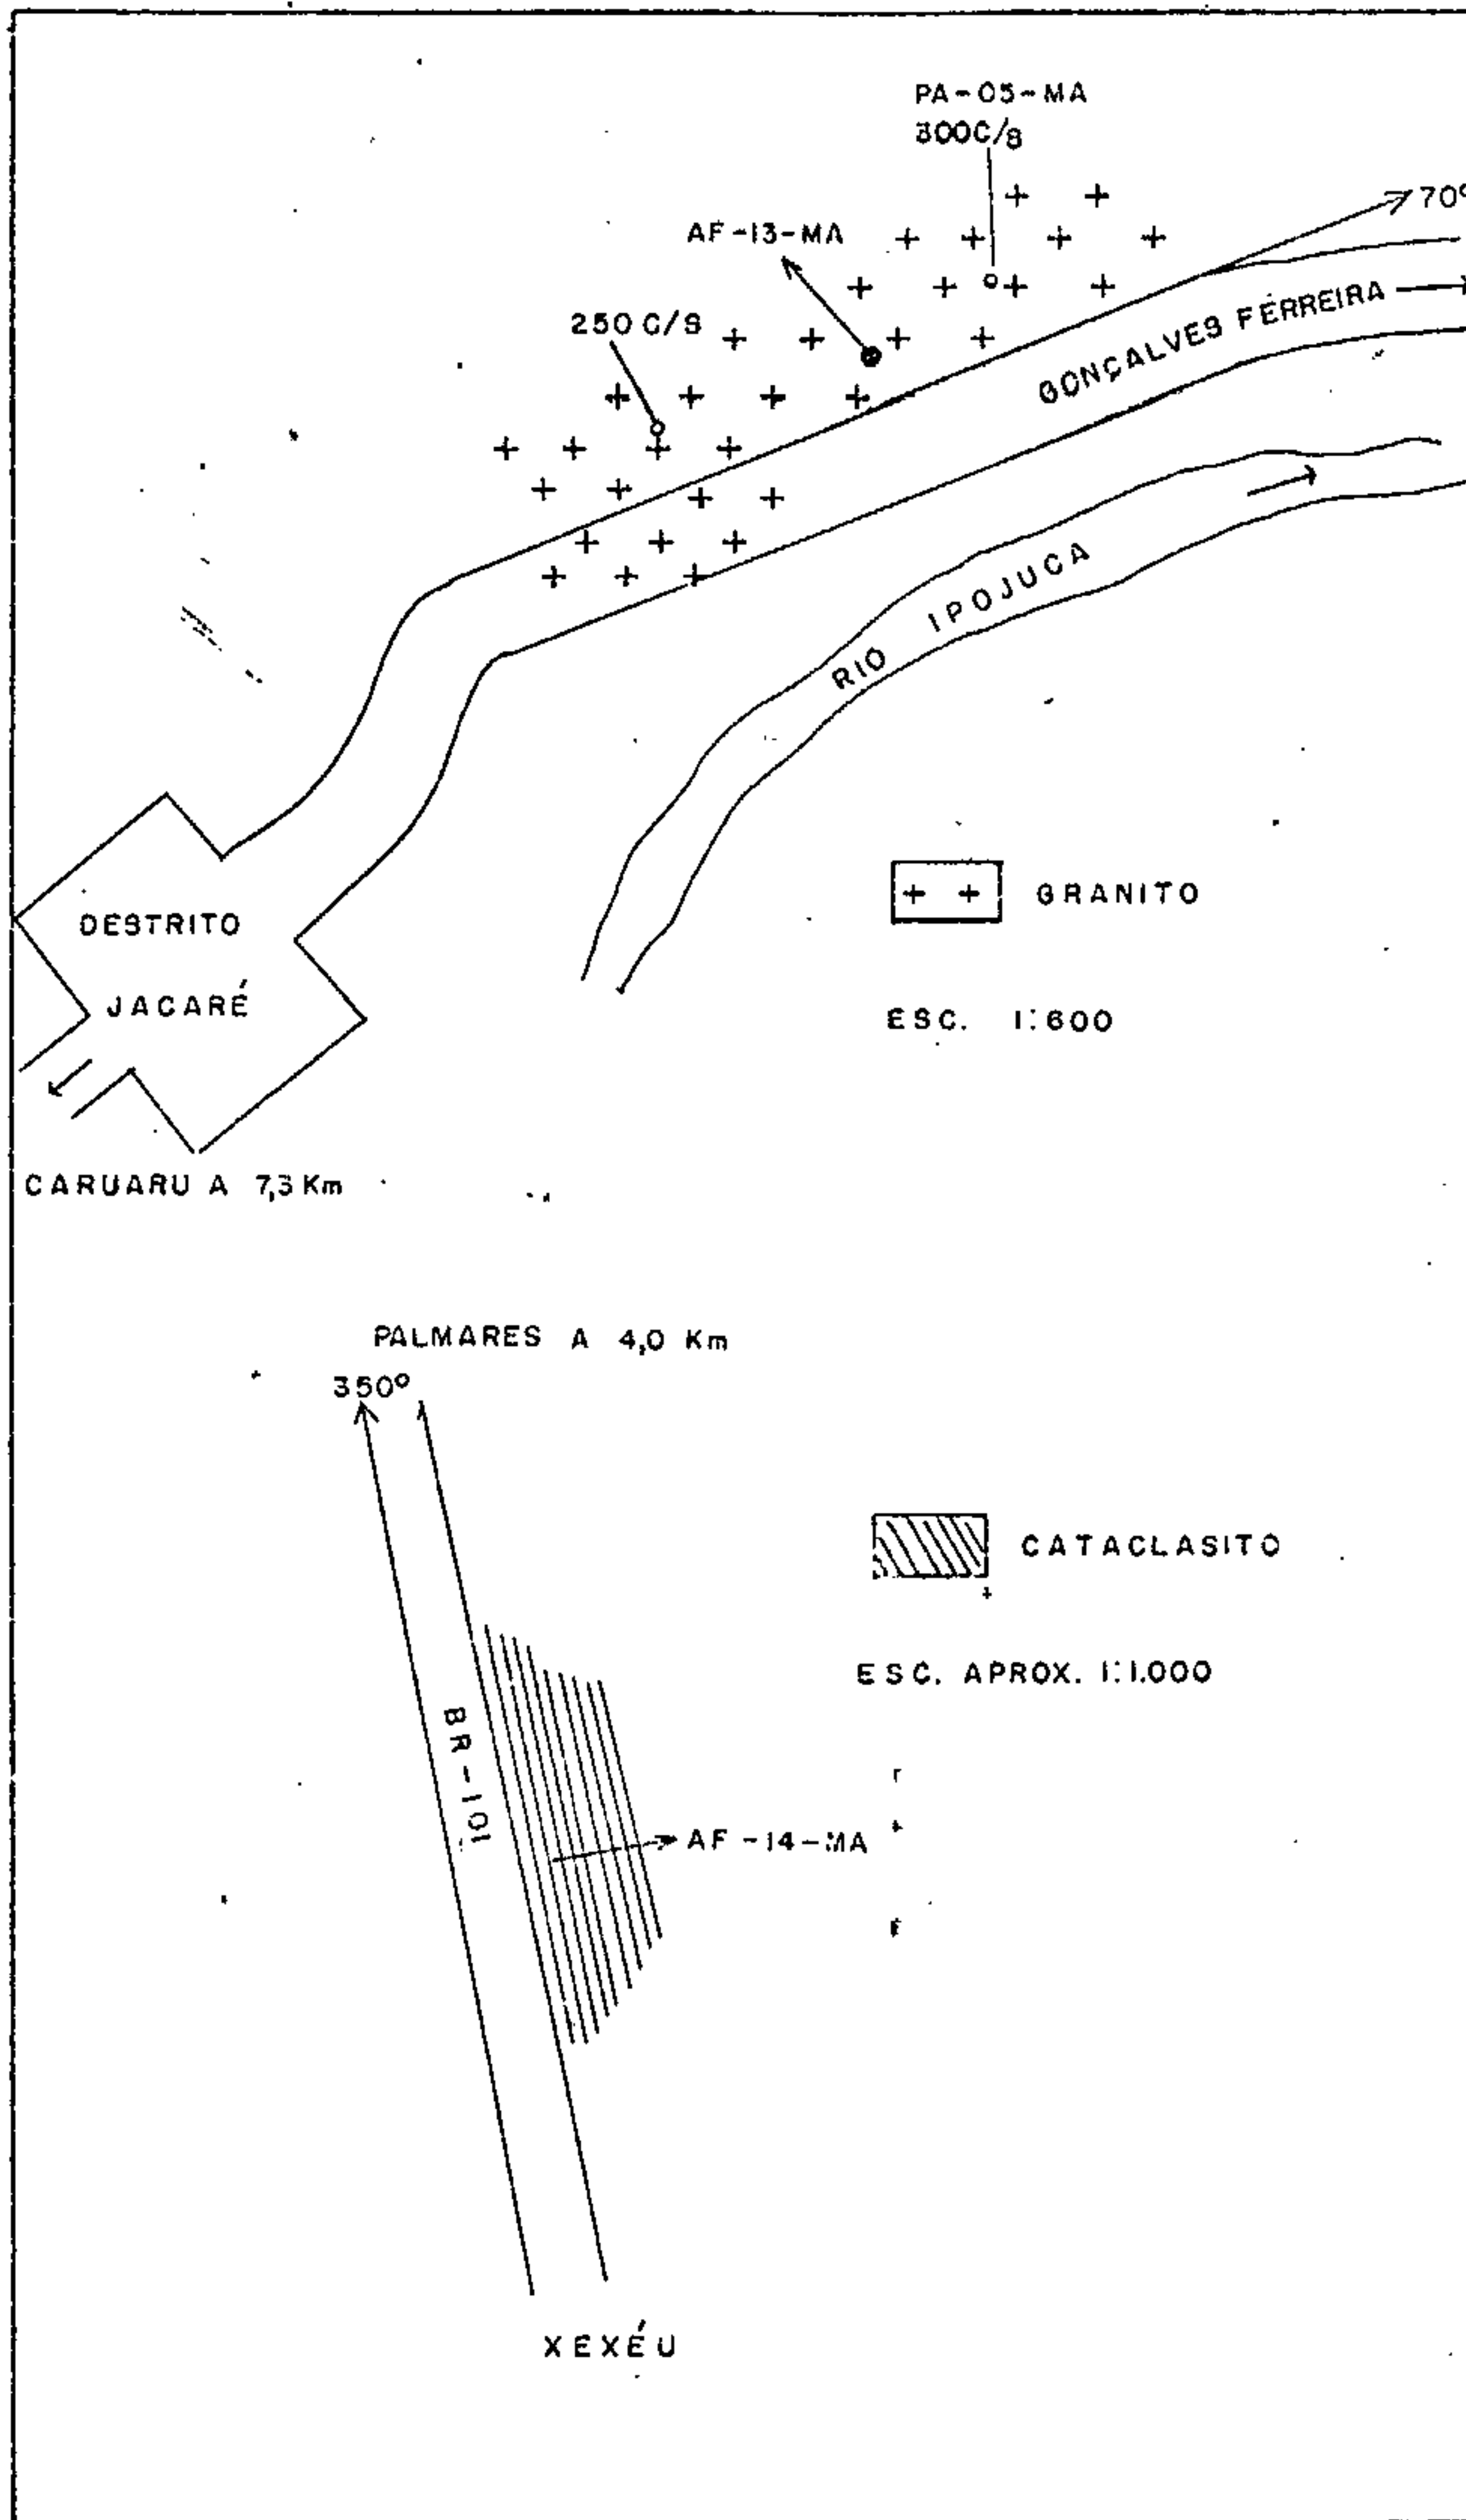 PA-05-MA
300C/S
70º
AF-13-MA
250 C/S
GONÇALVES FERREIRA
RIO IPOJUCA
GRANITO
DESTRITO
JACARÉ
ESC. 1:600
CARUARU A 7,3 Km
PALMARES A 4,0 Km
350º
CATACLASITO
ESC. APROX. 1:1.000
BR-101
AF-14-MA
XEXÉU